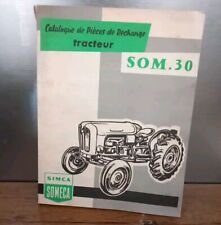 Catalogue de Pièces de Rechange
tracteur
SOM.30
SIMCA
SOMECA